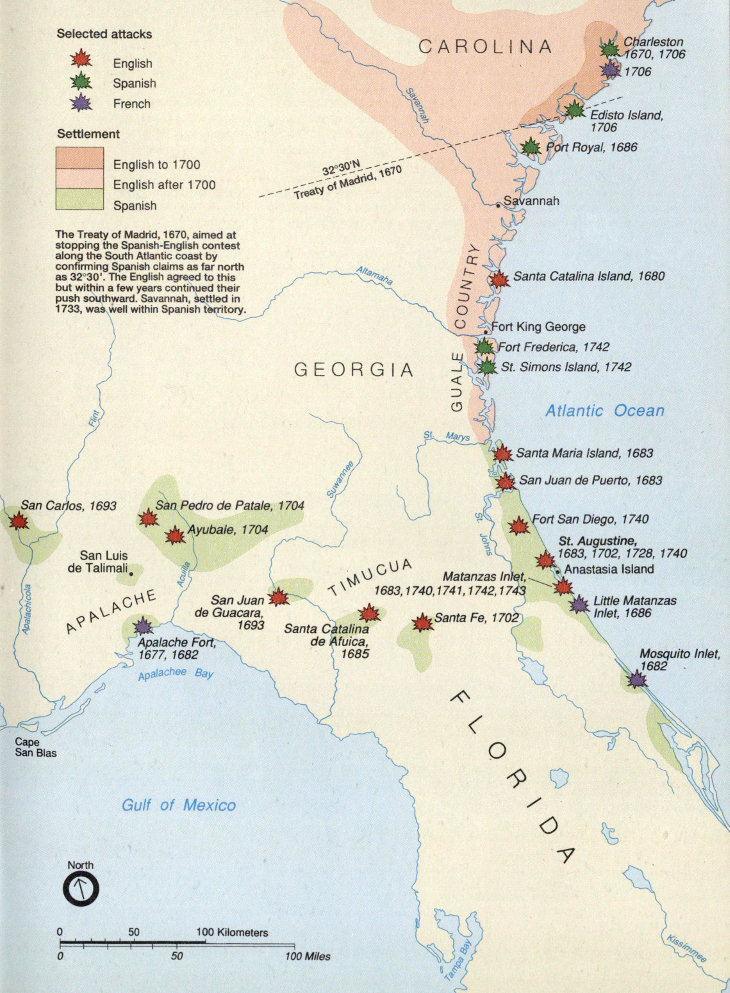 Selected attacks
English
Spanish
French
Settlement
English to 1700
English after 1700
Spanish
The Treaty of Madrid, 1670, aimed at
stopping the Spanish-English contest
along the South Atlantic coast by
confirming Spanish claims as far north
as 32°30'. The English agreed to this
but within a few years continued their
push southward. Savannah, settled in
1733, was well within Spanish territory.
CAROLINA
Charleston
1670, 1706
1706
Savannah
Edisto Island,
1706
Port Royal, 1686
32°30'N
Treaty of Madrid, 1670
Savannah
Santa Catalina Island, 1680
Altamaha
GUALE COUNTRY
Fort King George
Fort Frederica, 1742
St. Simons Island, 1742
GEORGIA
Atlantic Ocean
Flint
St. Marys
Suwannee
Santa Maria Island, 1683
San Juan de Puerto, 1683
St. Johns
San Carlos, 1693
San Pedro de Patale, 1704
Ayubale, 1704
Fort San Diego, 1740
St. Augustine,
1683, 1702, 1728, 1740
Anastasia Island
San Luis
de Talimali
Aculla
Apalachicola
APALACHE
TIMUCUA
Matanzas Inlet,
1683,1740,1741,1742,1743
Little Matanzas
Inlet, 1686
San Juan
de Guacara,
1693
Santa Catalina
de Afuica,
1685
Santa Fe, 1702
Apalache Fort,
1677, 1682
Apalachee Bay
Mosquito Inlet,
1682
FLORIDA
Cape
San Blas
Gulf of Mexico
North
0 50 100 Kilometers
0 50 100 Miles
Tampa Bay
Kissimmee